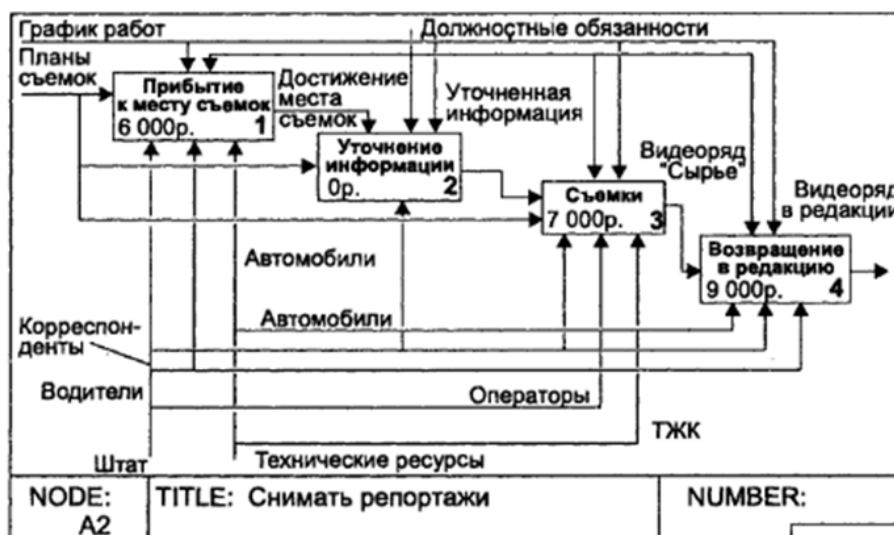 График работ
Должностные обязанности
Планы
съемок
Прибытие
к месту съемок
6 000р. 1
Достижение
места
съемок
Уточненная
информация
Уточнение
информации
0р. 2
Видеоряд
"Сырье"
Съемки
7 000р. 3
Видеоряд
в редакции
Возвращение
в редакцию
9 000р. 4
Автомобили
Автомобили
Корреспон-
денты
Водители
Операторы
ТЖК
Штат
Технические ресурсы
NODE:
A2
TITLE: Снимать репортажи
NUMBER: